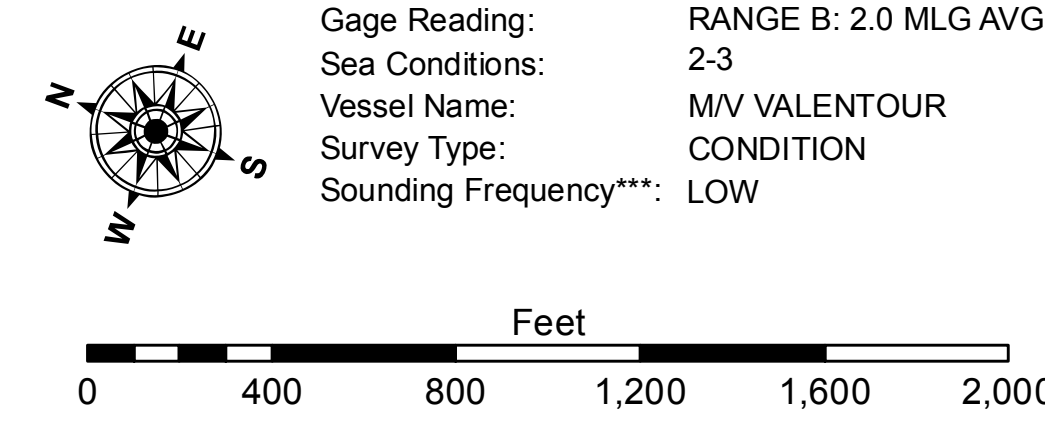 E
N
S
W
Gage Reading: RANGE B: 2.0 MLG AVG
Sea Conditions: 2-3
Vessel Name: M/V VALENTOUR
Survey Type: CONDITION
Sounding Frequency***: LOW
Feet
0 400 800 1,200 1,600 2,000